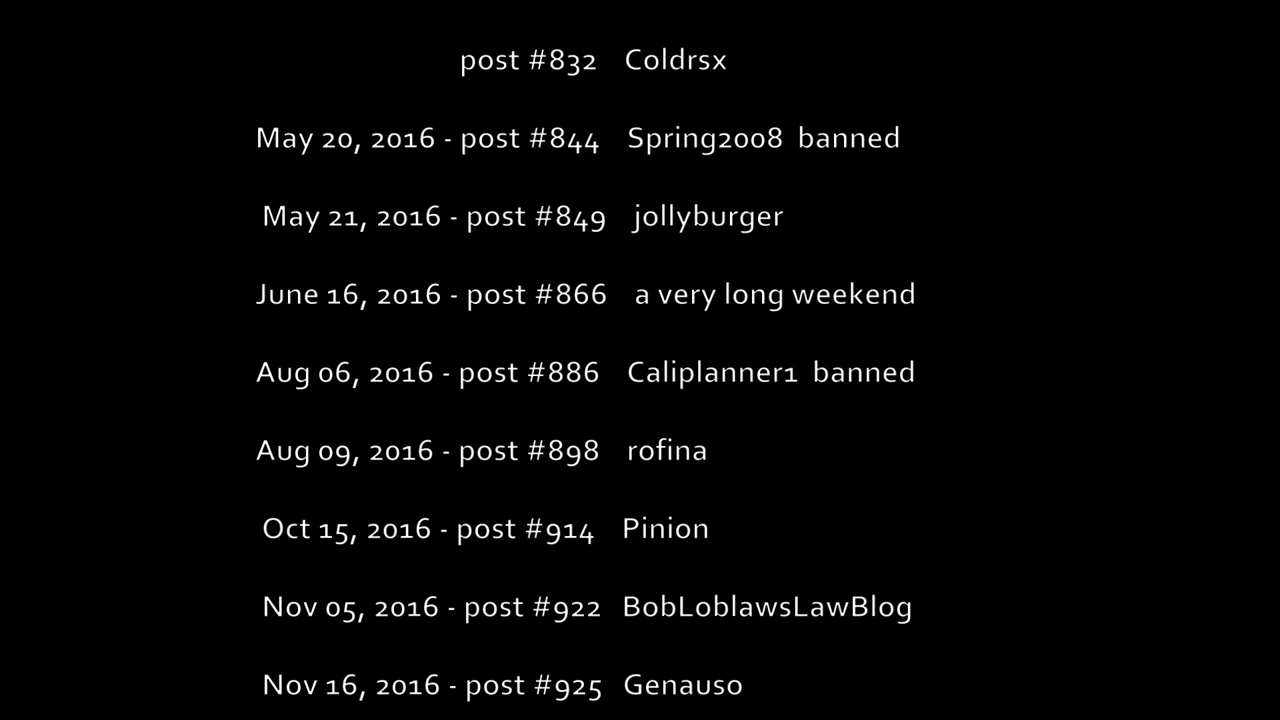 post #832 Coldrsx
May 20, 2016 - post #844 Spring2008 banned
May 21, 2016 - post #849 jollyburger
June 16, 2016 - post #866 a very long weekend
Aug 06, 2016 - post #886 Caliplanner1 banned
Aug 09, 2016 - post #898 rofina
Oct 15, 2016 - post #914 Pinion
Nov 05, 2016 - post #922 BobLoblawsLawBlog
Nov 16, 2016 - post #925 Genauso